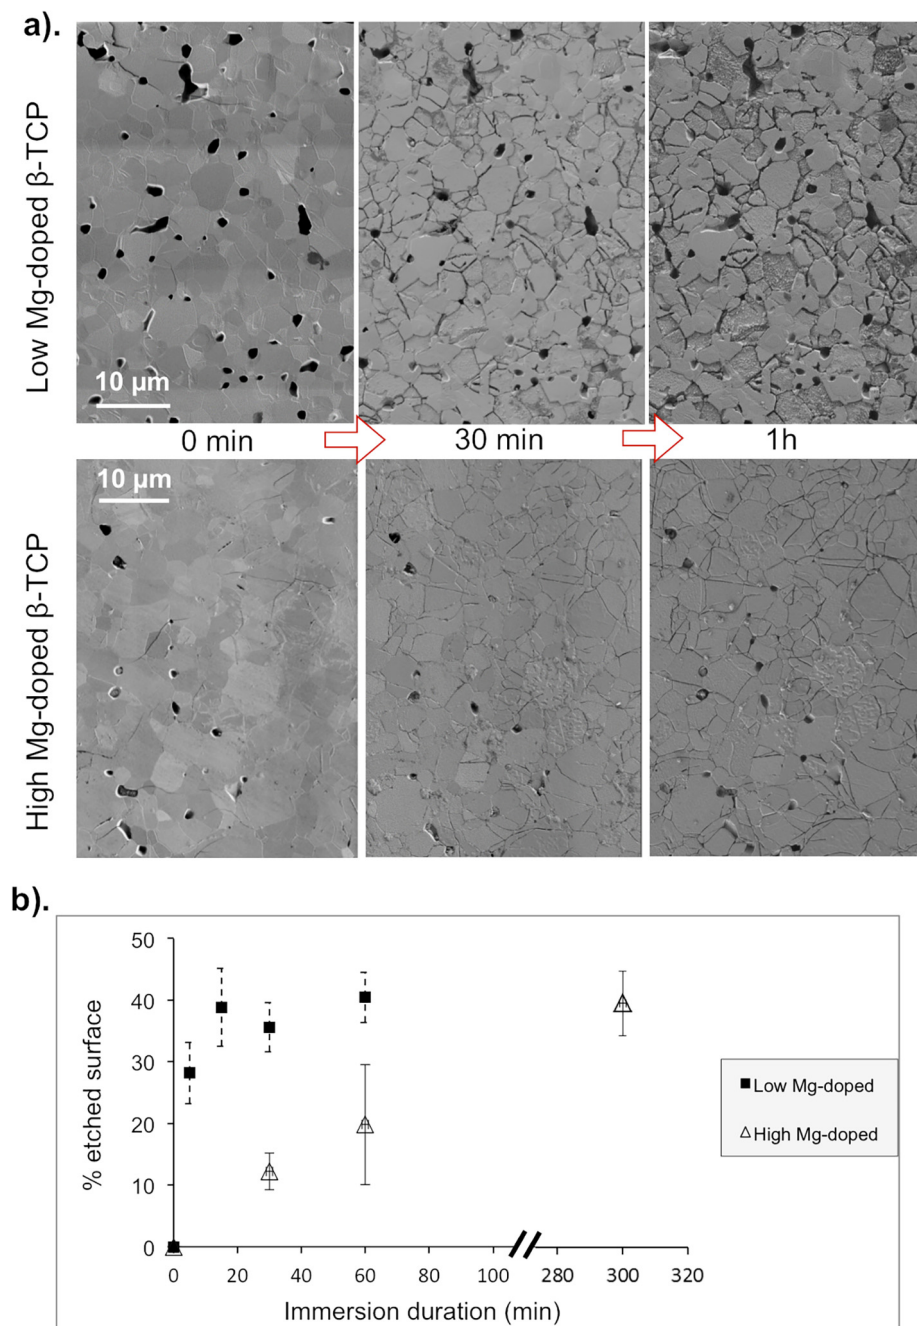 a).
Low Mg-doped β-TCP
10 µm
0 min
30 min
1h
High Mg-doped β-TCP
10 µm
b).
% etched surface
50
40
30
20
10
0
0 20 40 60 80 100 280 300 320
Immersion duration (min)
Low Mg-doped
High Mg-doped